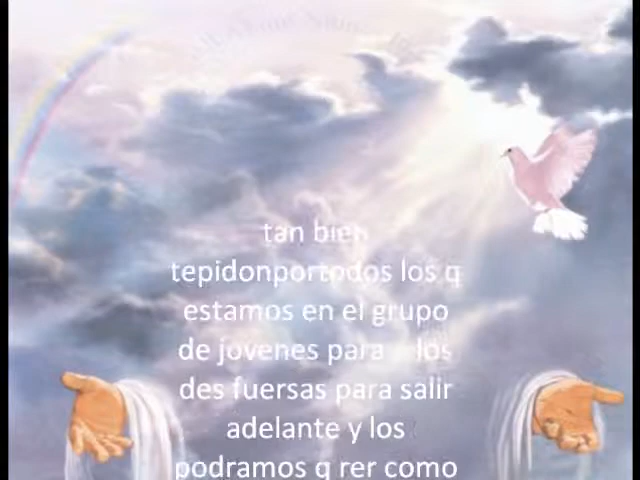 tan bien
tepidonportodos los q
estamos en el grupo
de jovenes para los
des fuersas para salir
adelante y los
podramos q rer como